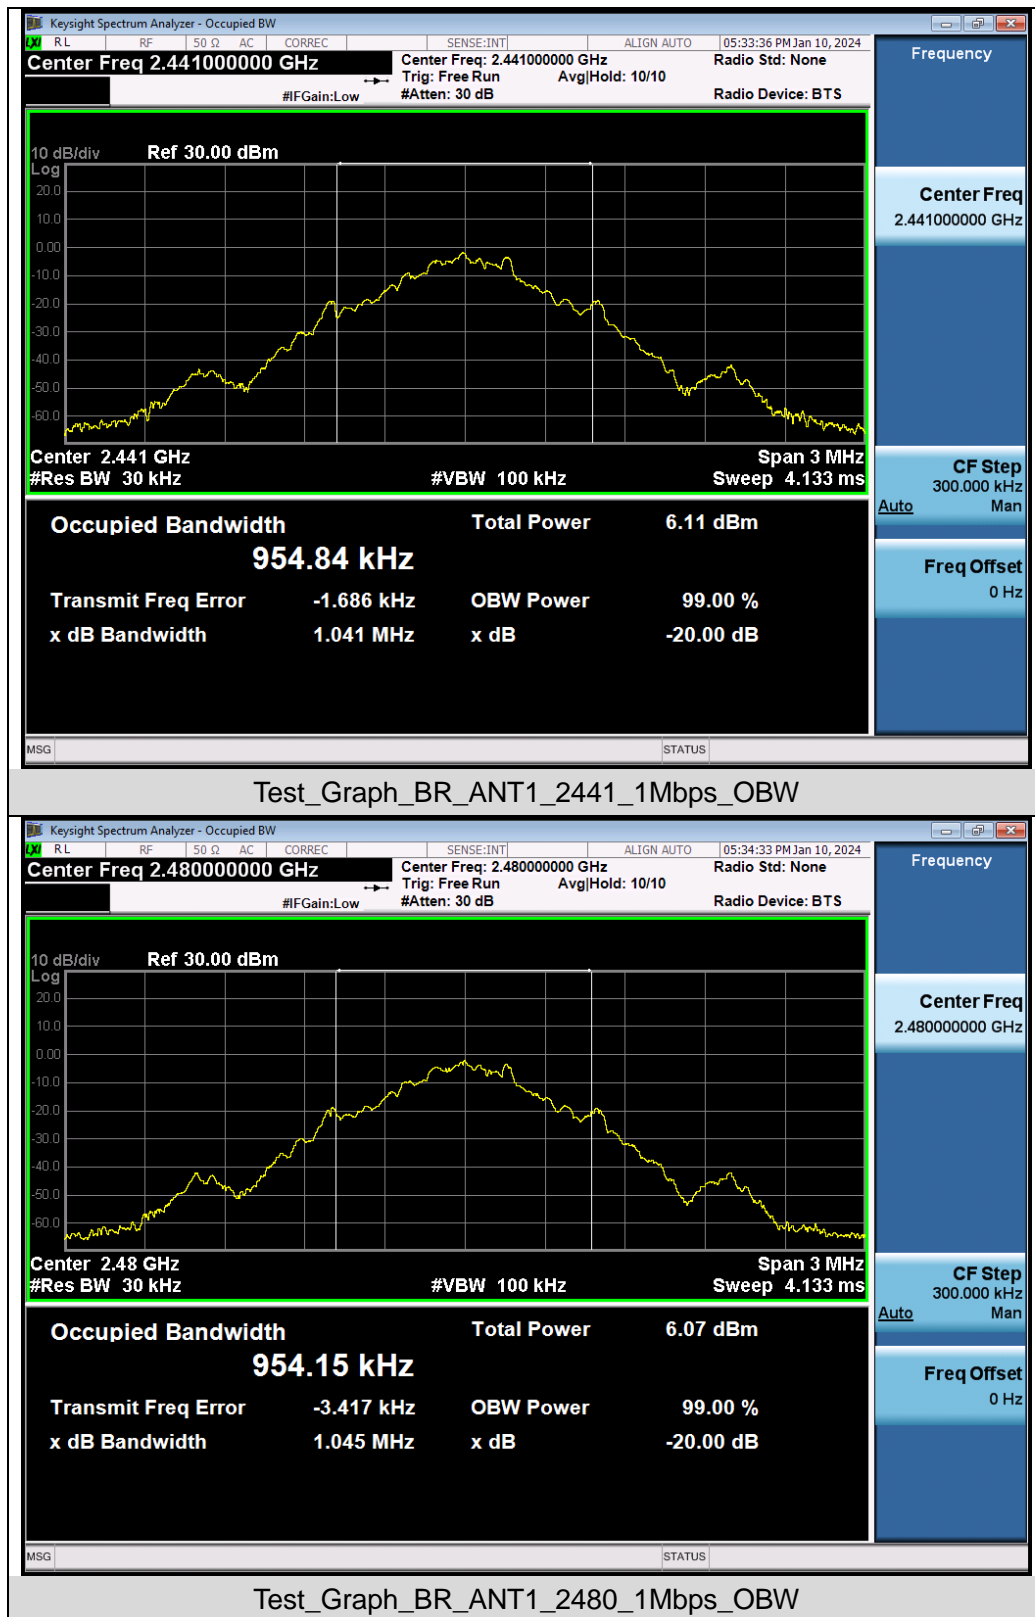 Keysight Spectrum Analyzer - Occupied BW
LXI RL RF 50 Ω AC CORREC SENSE:INT ALIGN AUTO 05:33:36 PM Jan 10, 2024
Center Freq 2.441000000 GHz Center Freq: 2.441000000 GHz Radio Std: None
Trig: Free Run Avg|Hold: 10/10
#IFGain:Low #Atten: 30 dB Radio Device: BTS
Frequency
10 dB/div Ref 30.00 dBm
Log
20.0
10.0
0.00
-10.0
-20.0
-30.0
-40.0
-50.0
-60.0
Center 2.441 GHz Span 3 MHz
#Res BW 30 kHz #VBW 100 kHz Sweep 4.133 ms
Center Freq
2.441000000 GHz
CF Step
300.000 kHz
Auto Man
Freq Offset
0 Hz
Occupied Bandwidth Total Power 6.11 dBm
954.84 kHz
Transmit Freq Error -1.686 kHz OBW Power 99.00 %
x dB Bandwidth 1.041 MHz x dB -20.00 dB
MSG STATUS
Test_Graph_BR_ANT1_2441_1Mbps_OBW
Keysight Spectrum Analyzer - Occupied BW
LXI RL RF 50 Ω AC CORREC SENSE:INT ALIGN AUTO 05:34:33 PM Jan 10, 2024
Center Freq 2.480000000 GHz Center Freq: 2.480000000 GHz Radio Std: None
Trig: Free Run Avg|Hold: 10/10
#IFGain:Low #Atten: 30 dB Radio Device: BTS
Frequency
10 dB/div Ref 30.00 dBm
Log
20.0
10.0
0.00
-10.0
-20.0
-30.0
-40.0
-50.0
-60.0
Center 2.48 GHz Span 3 MHz
#Res BW 30 kHz #VBW 100 kHz Sweep 4.133 ms
Center Freq
2.480000000 GHz
CF Step
300.000 kHz
Auto Man
Freq Offset
0 Hz
Occupied Bandwidth Total Power 6.07 dBm
954.15 kHz
Transmit Freq Error -3.417 kHz OBW Power 99.00 %
x dB Bandwidth 1.045 MHz x dB -20.00 dB
MSG STATUS
Test_Graph_BR_ANT1_2480_1Mbps_OBW